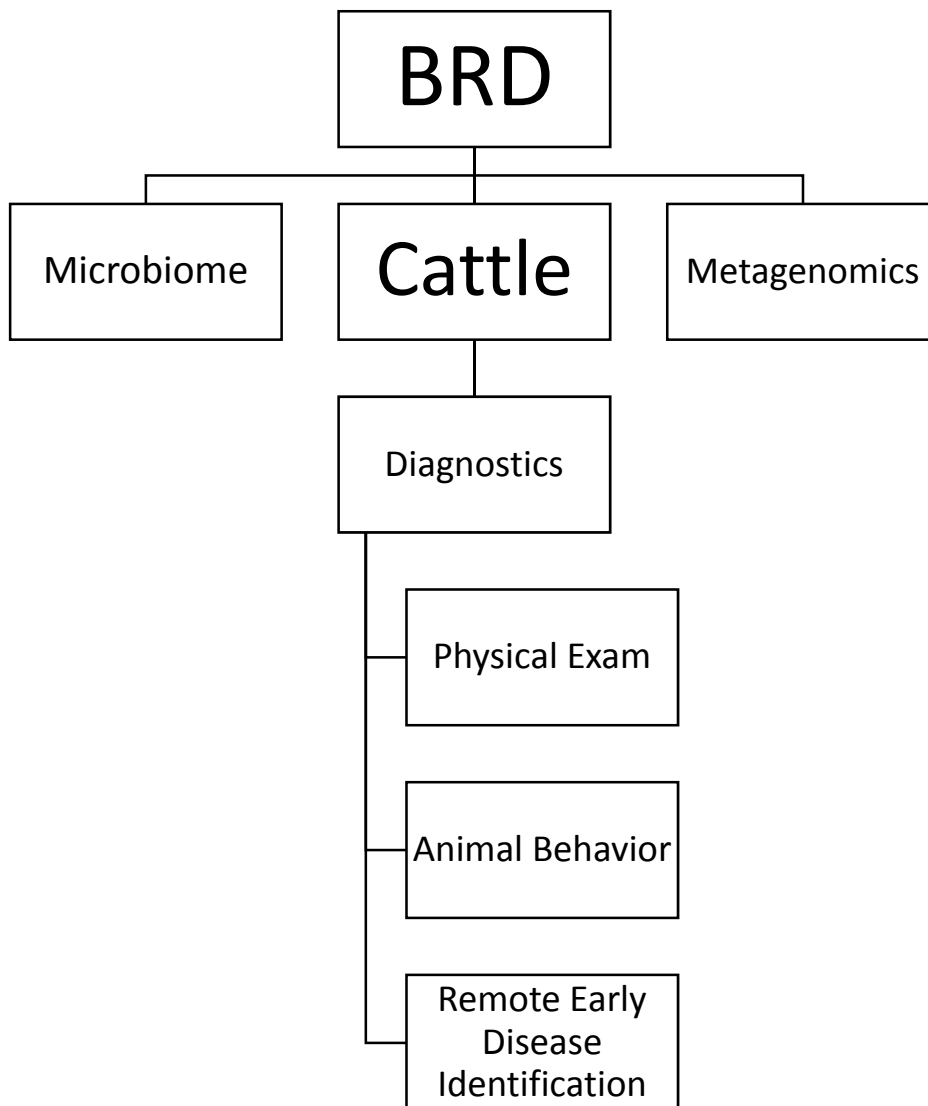 BRD
Microbiome
Cattle
Metagenomics
Diagnostics
Physical Exam
Animal Behavior
Remote Early
Disease
Identification